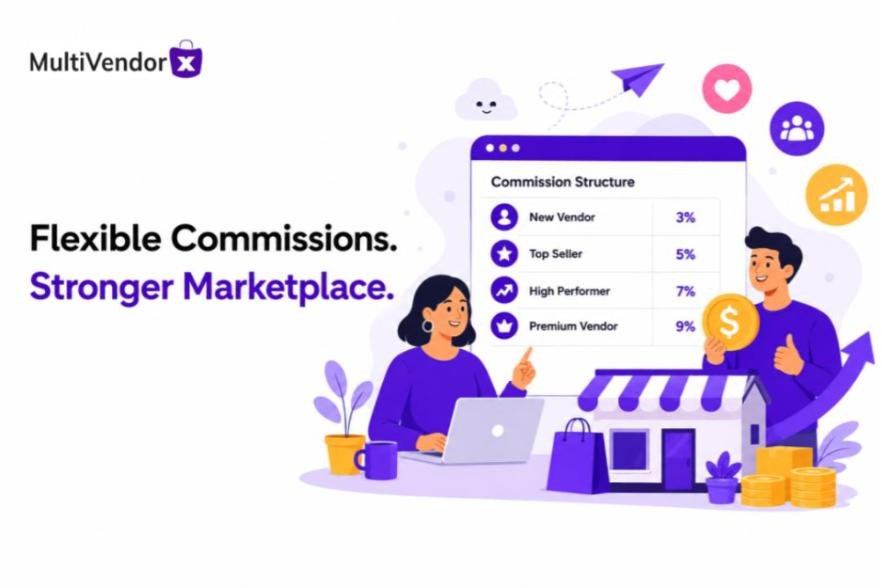 MultiVendorX
Flexible Commissions.
Stronger Marketplace.
Commission Structure
New Vendor 3%
Top Seller 5%
High Performer 7%
Premium Vendor 9%
$